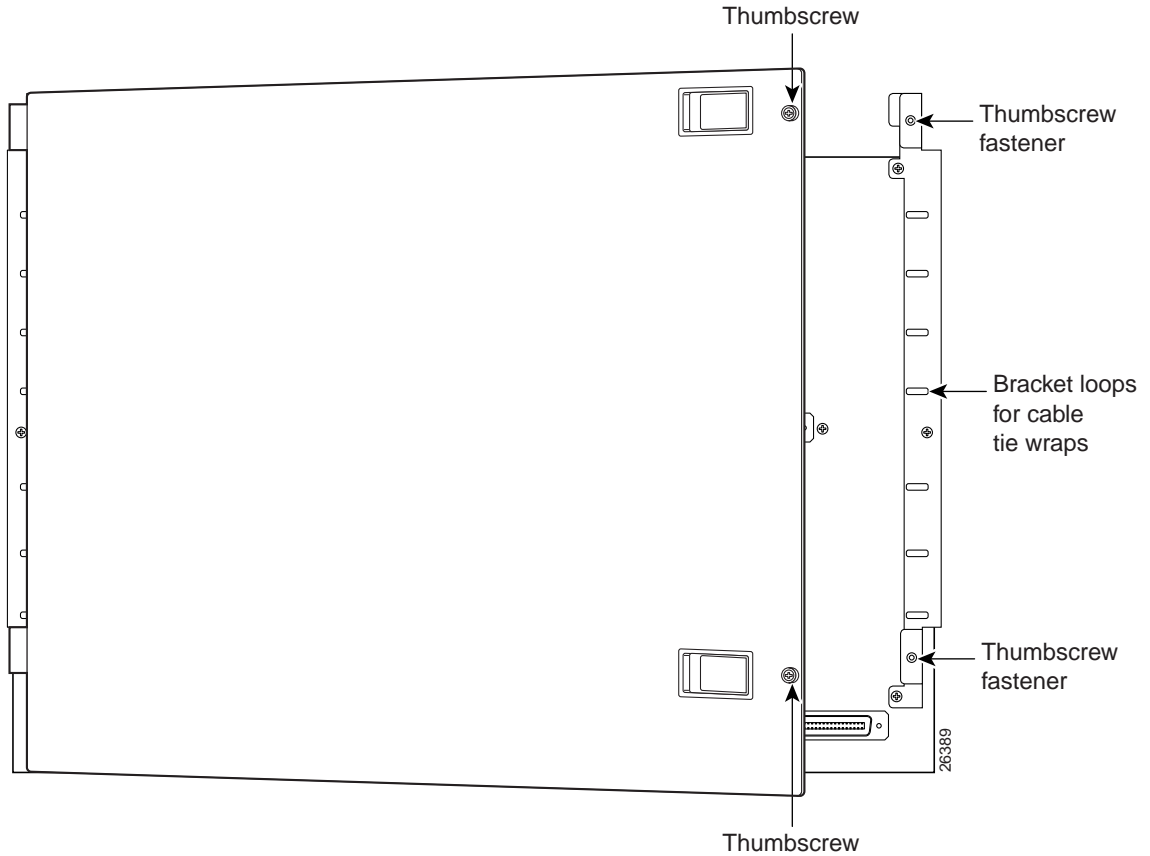 Thumbscrew
Thumbscrew
fastener
Bracket loops
for cable
tie wraps
Thumbscrew
fastener
26389
Thumbscrew